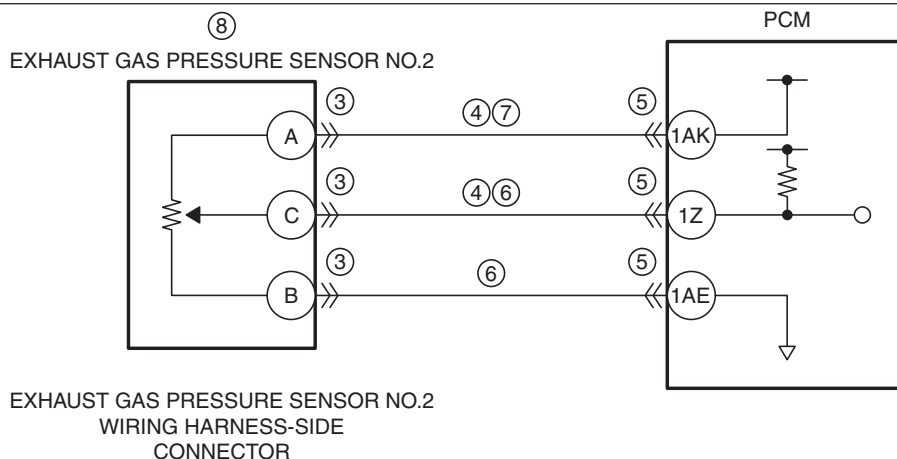 ⑧
PCM
EXHAUST GAS PRESSURE SENSOR NO.2
③ ④⑦ ⑤
A 1AK
③ ④⑥ ⑤
C 1Z
③ ⑥ ⑤
B 1AE
EXHAUST GAS PRESSURE SENSOR NO.2
WIRING HARNESS-SIDE
CONNECTOR